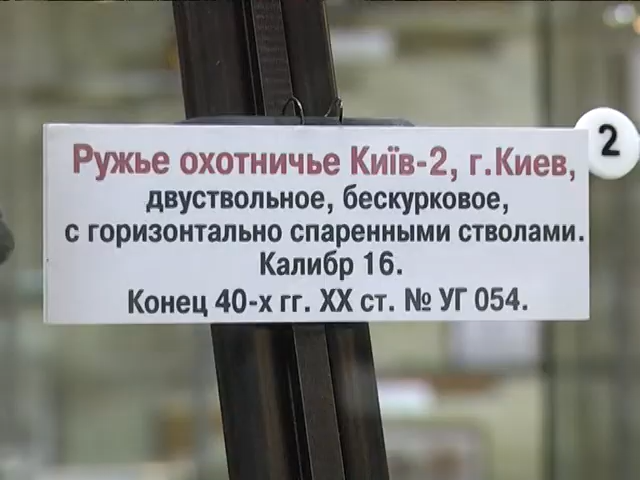 Ружье охотничье Київ-2, г.Киев,
двуствольное, бескурковое,
с горизонтально спаренными стволами.
Калибр 16.
Конец 40-х гг. XX ст. № УГ 054.
2